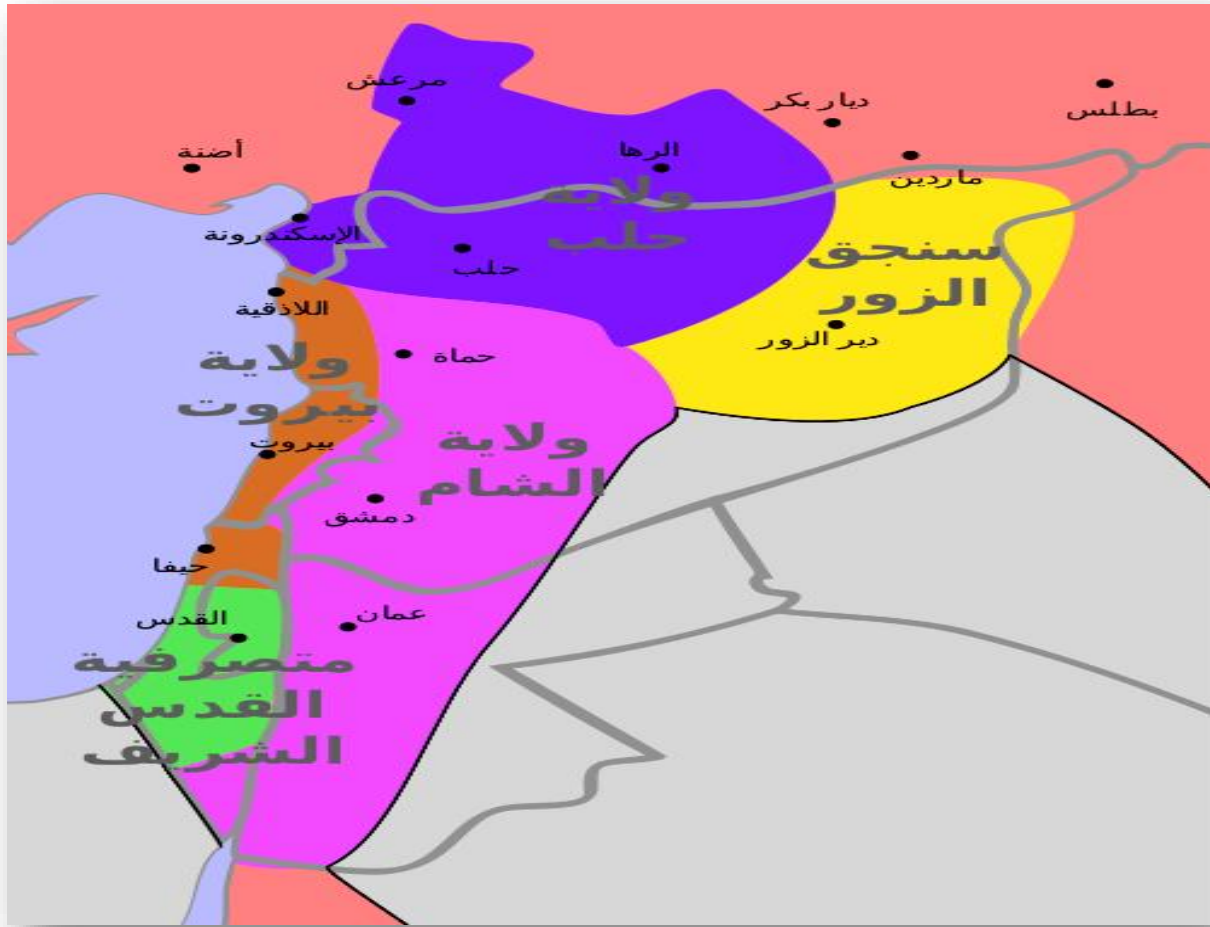 مرعش
ديار بكر
بطلس
أضنة
الرها
ماردين
ولاية
حلب
الإسكندرونة
حلب
سنجق
الزور
اللاذقية
دير الزور
حماة
ولاية
بيروت
بيروت
ولاية
الشام
دمشق
حيفا
القدس
عمان
متصرفية
القدس
الشريف